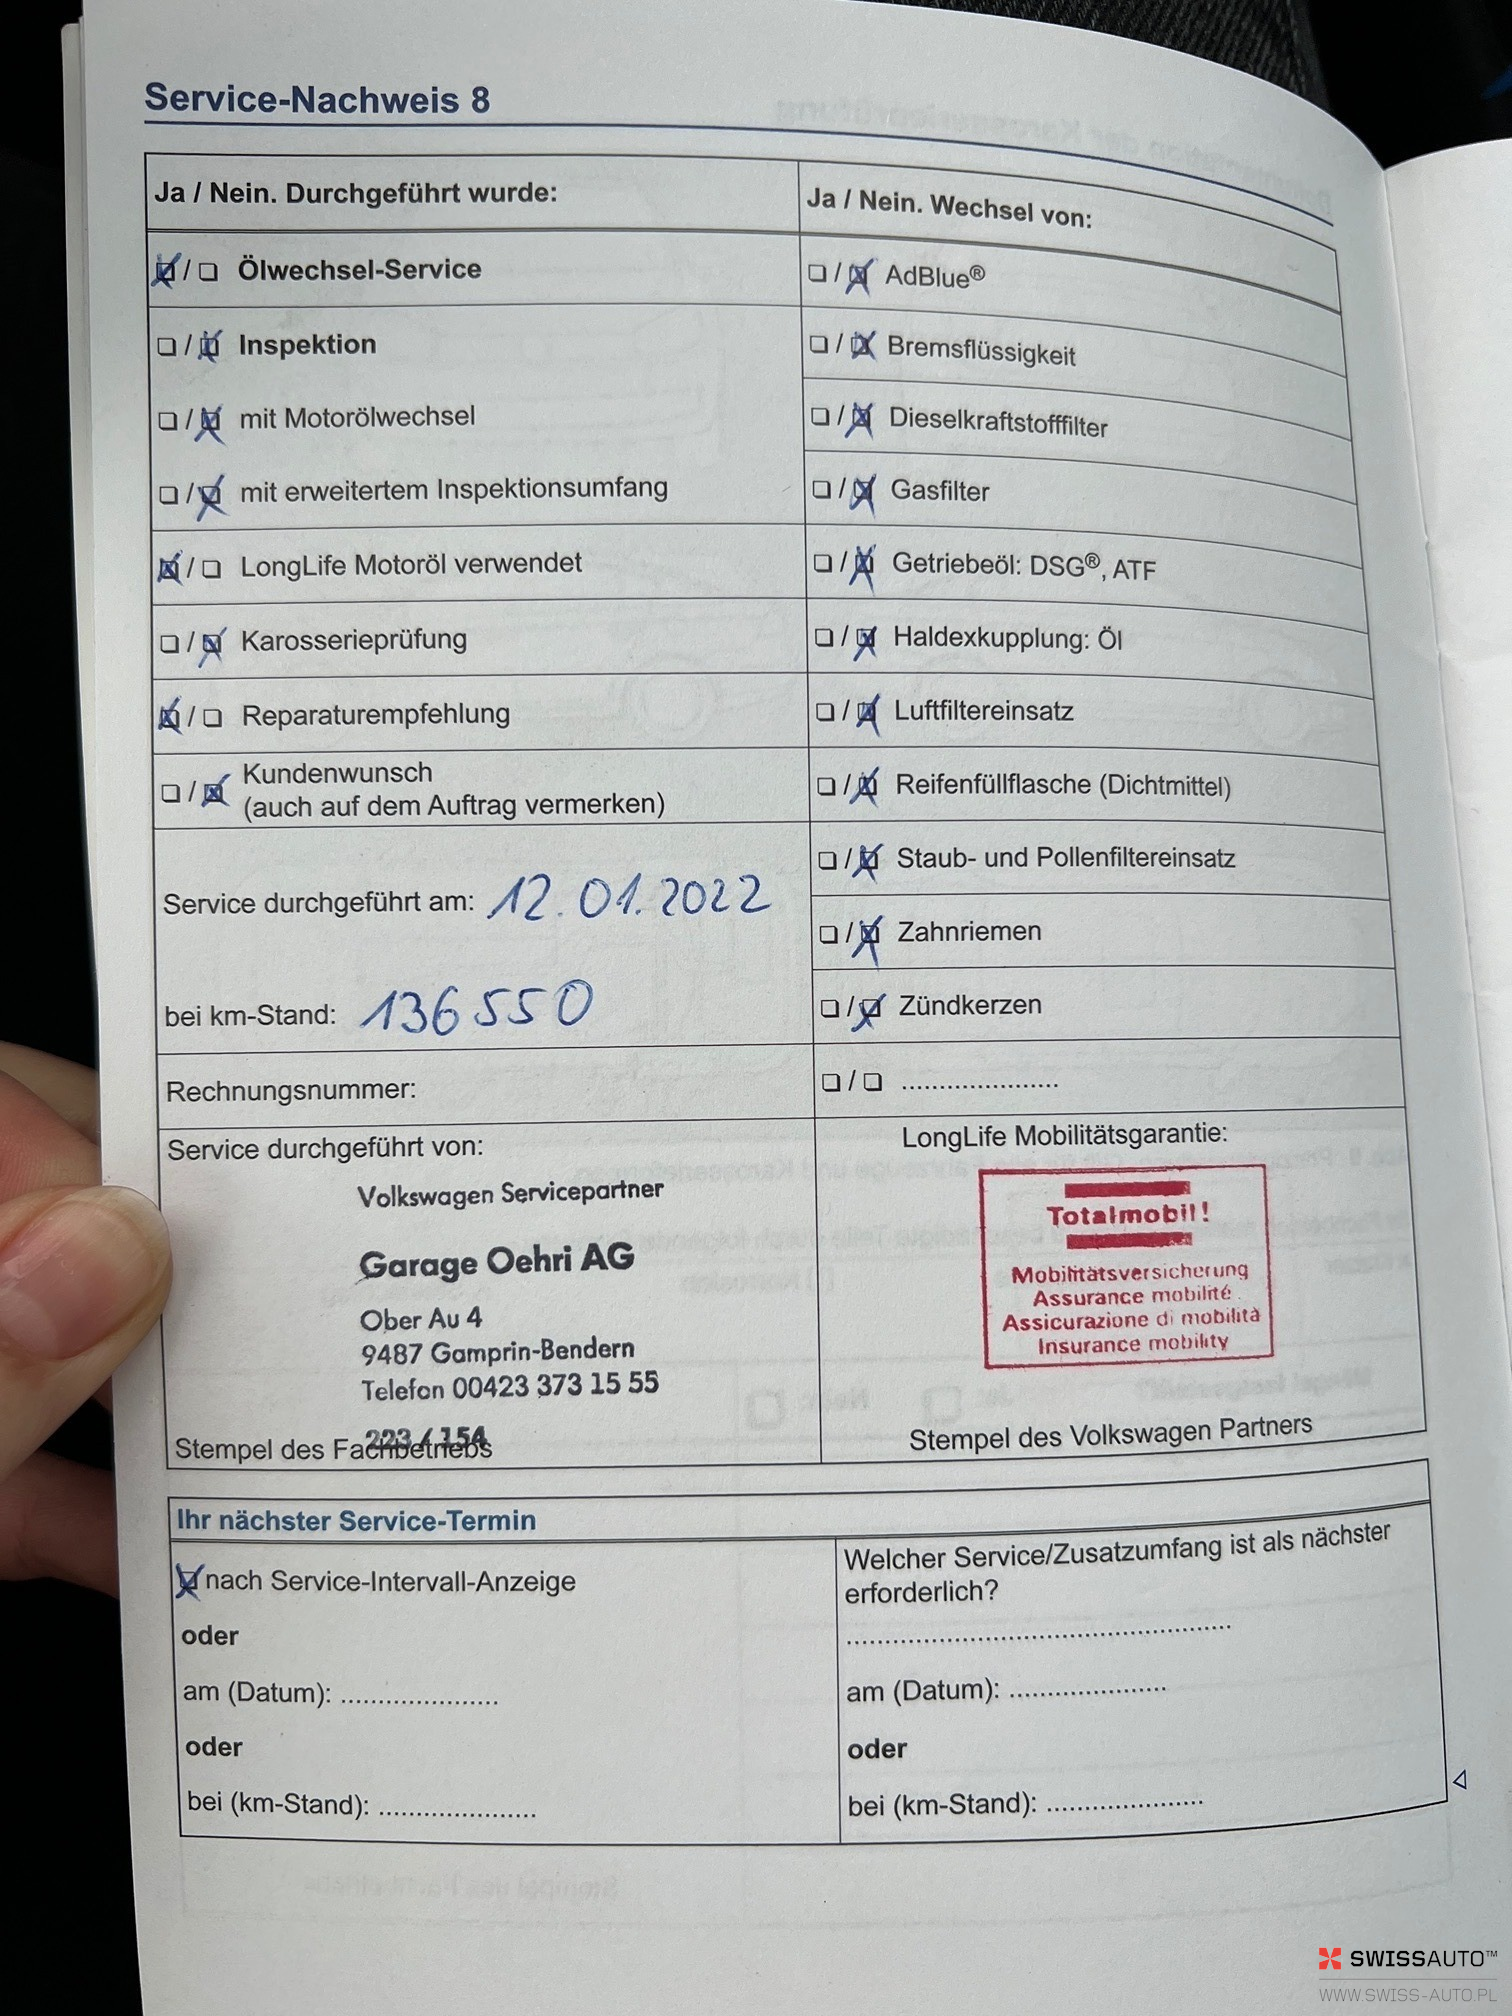 Service-Nachweis 8
Ja / Nein. Durchgeführt wurde:
Ölwechsel-Service
Inspektion
mit Motorölwechsel
mit erweitertem Inspektionsumfang
LongLife Motoröl verwendet
Karosserieprüfung
Reparaturempfehlung
Kundenwunsch
(auch auf dem Auftrag vermerken)
Service durchgeführt am: 12.01.2022
bei km-Stand: 136550
Rechnungsnummer:
Service durchgeführt von:
Volkswagen Servicepartner
Garage Oehri AG
Ober Au 4
9487 Gamprin-Bendern
Telefon 00423 373 15 55
223 / 154
Stempel des Fachbetriebs
Ja / Nein. Wechsel von:
AdBlue®
Bremsflüssigkeit
Dieselkraftstofffilter
Gasfilter
Getriebeöl: DSG®, ATF
Haldexkupplung: Öl
Luftfiltereinsatz
Reifenfüllflasche (Dichtmittel)
Staub- und Pollenfiltereinsatz
Zahnriemen
Zündkerzen
.....................
LongLife Mobilitätsgarantie:
Totalmobil!
Mobilitätsversicherung
Assurance mobilité
Assicurazione di mobilità
Insurance mobility
Stempel des Volkswagen Partners
Ihr nächster Service-Termin
nach Service-Intervall-Anzeige
oder
am (Datum): .....................
oder
bei (km-Stand): .....................
Welcher Service/Zusatzumfang ist als nächster
erforderlich?
.....................
am (Datum): .....................
oder
bei (km-Stand): .....................
SWISSAUTO™
WWW.SWISS-AUTO.PL